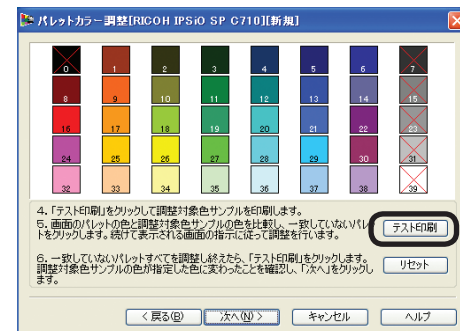 パレットカラー調整[RICOH IPSiO SP C710][新規]
0 1 2 3 4 5 6 7
8 9 10 11 12 13 14 15
16 17 18 19 20 21 22 23
24 25 26 27 28 29 30 31
32 33 34 35 36 37 38 39
4. 「テスト印刷」をクリックして調整対象色サンプルを印刷します。
5. 画面のパレットの色と調整対象色サンプルの色を比較し、一致していないパレッ
トをクリックします。続けて表示される画面の指示に従って調整を行います。
テスト印刷
6. 一致していないパレットすべてを調整し終えたら、「テスト印刷」をクリックします。
調整対象色サンプルの色が指定した色に変わったことを確認し、「次へ」をクリックし
ます。
リセット
< 戻る(B) 次へ(N) > キャンセル ヘルプ